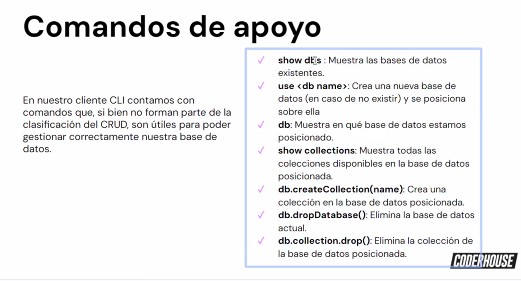 Comandos de apoyo
En nuestro cliente CLI contamos con
comandos que, si bien no forman parte de la
clasificación del CRUD, son útiles para poder
gestionar correctamente nuestra base de
datos.
✓ show dbs : Muestra las bases de datos
existentes.
✓ use <db name>: Crea una nueva base de
datos (en caso de no existir) y se posiciona
sobre ella
✓ db: Muestra en qué base de datos estamos
posicionado.
✓ show collections: Muestra todas las
colecciones disponibles en la base de datos
posicionada.
✓ db.createCollection(name): Crea una
colección en la base de datos posicionada.
✓ db.dropDatabase(): Elimina la base de datos
actual.
✓ db.collection.drop(): Elimina la colección de
la base de datos posicionada.
CODERHOUSE